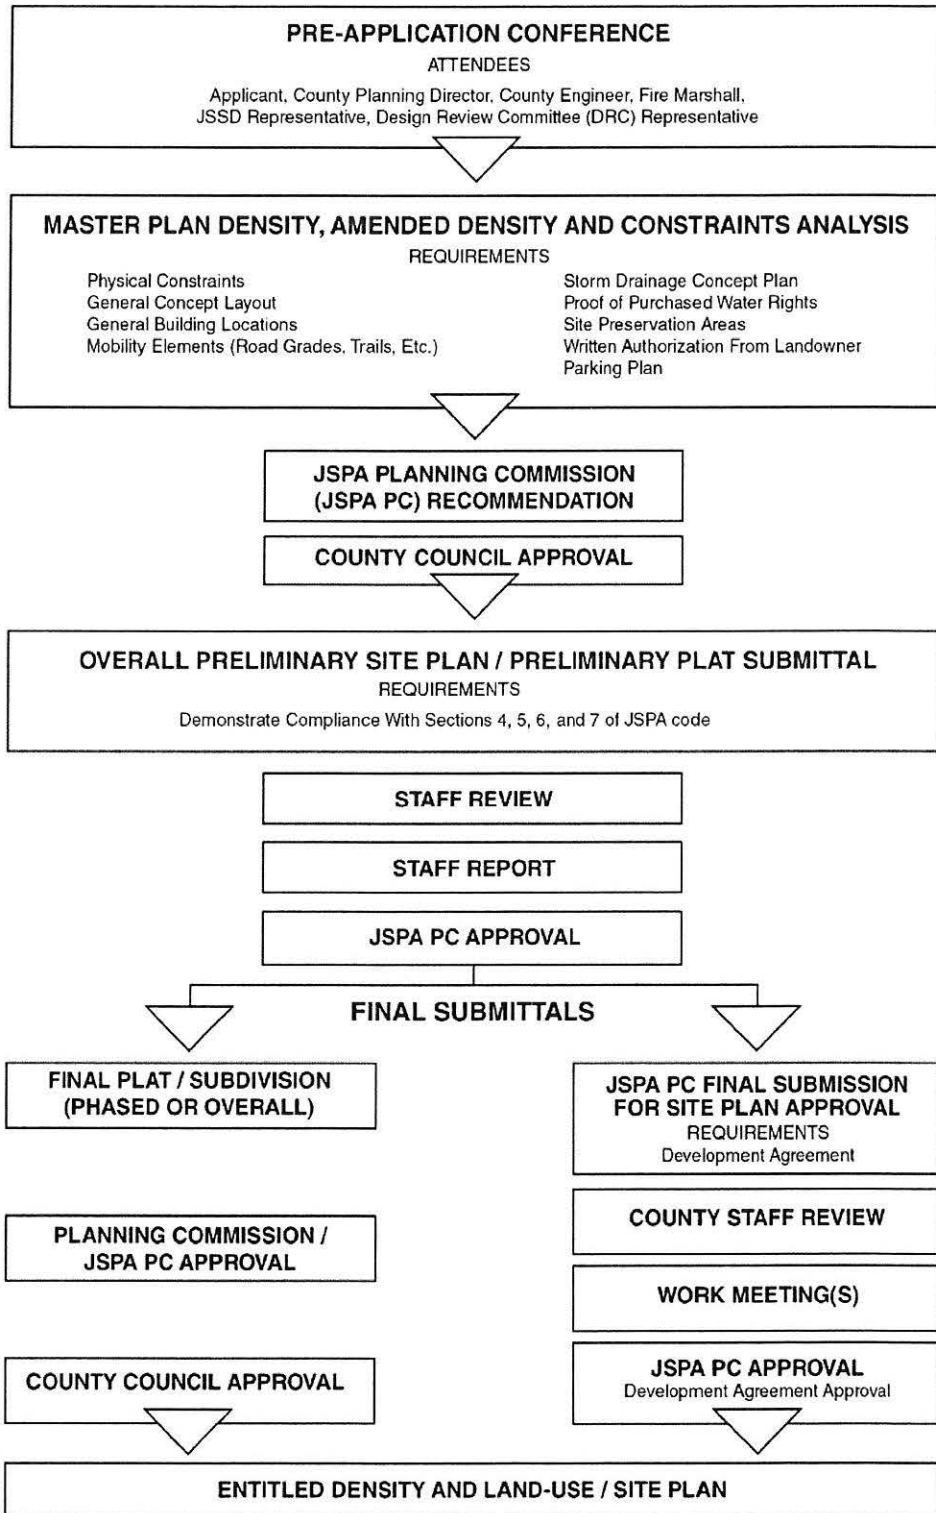 PRE-APPLICATION CONFERENCE
ATTENDEES
Applicant, County Planning Director, County Engineer, Fire Marshall,
JSSD Representative, Design Review Committee (DRC) Representative
MASTER PLAN DENSITY, AMENDED DENSITY AND CONSTRAINTS ANALYSIS
REQUIREMENTS
Physical Constraints
General Concept Layout
General Building Locations
Mobility Elements (Road Grades, Trails, Etc.)
Storm Drainage Concept Plan
Proof of Purchased Water Rights
Site Preservation Areas
Written Authorization From Landowner
Parking Plan
JSPA PLANNING COMMISSION
(JSPA PC) RECOMMENDATION
COUNTY COUNCIL APPROVAL
OVERALL PRELIMINARY SITE PLAN / PRELIMINARY PLAT SUBMITTAL
REQUIREMENTS
Demonstrate Compliance With Sections 4, 5, 6, and 7 of JSPA code
STAFF REVIEW
STAFF REPORT
JSPA PC APPROVAL
FINAL SUBMITTALS
FINAL PLAT / SUBDIVISION
(PHASED OR OVERALL)
PLANNING COMMISSION /
JSPA PC APPROVAL
COUNTY COUNCIL APPROVAL
JSPA PC FINAL SUBMISSION
FOR SITE PLAN APPROVAL
REQUIREMENTS
Development Agreement
COUNTY STAFF REVIEW
WORK MEETING(S)
JSPA PC APPROVAL
Development Agreement Approval
ENTITLED DENSITY AND LAND-USE / SITE PLAN